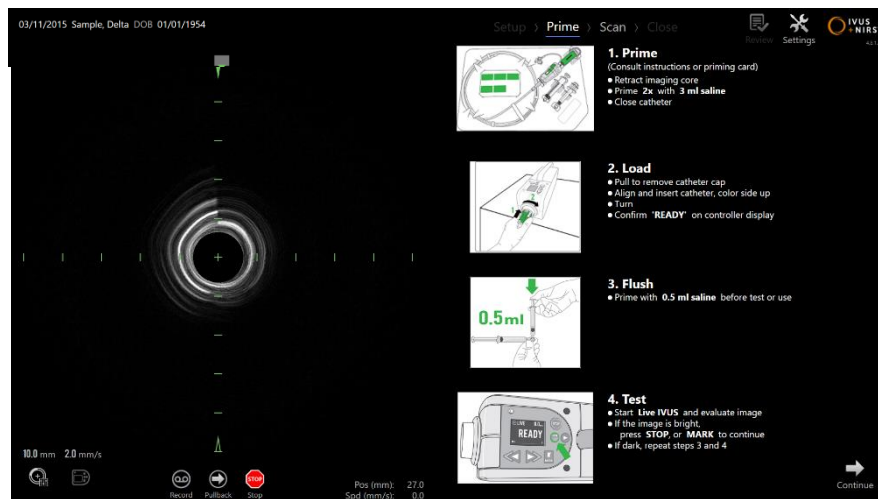 03/11/2015 Sample, Delta DOB 01/01/1954
Setup > Prime > Scan > Close
Review
Settings
IVUS
+NIRS
1. Prime
(Consult instructions or priming card)
• Retract imaging core
• Prime 2x with 3 ml saline
• Close catheter
2. Load
• Pull to remove catheter cap
• Align and insert catheter, color side up
• Turn
• Confirm 'READY' on controller display
3. Flush
• Prime with 0.5 ml saline before test or use
0.5ml
4. Test
• Start Live IVUS and evaluate image
• If the image is bright,
press STOP, or MARK to continue
• If dark, repeat steps 3 and 4
LIVE
READY
10.0 mm 2.0 mm/s
STOP
Record Pullback Stop
Pos (mm): 27.0
Spd (mm/s): 0.0
Continue